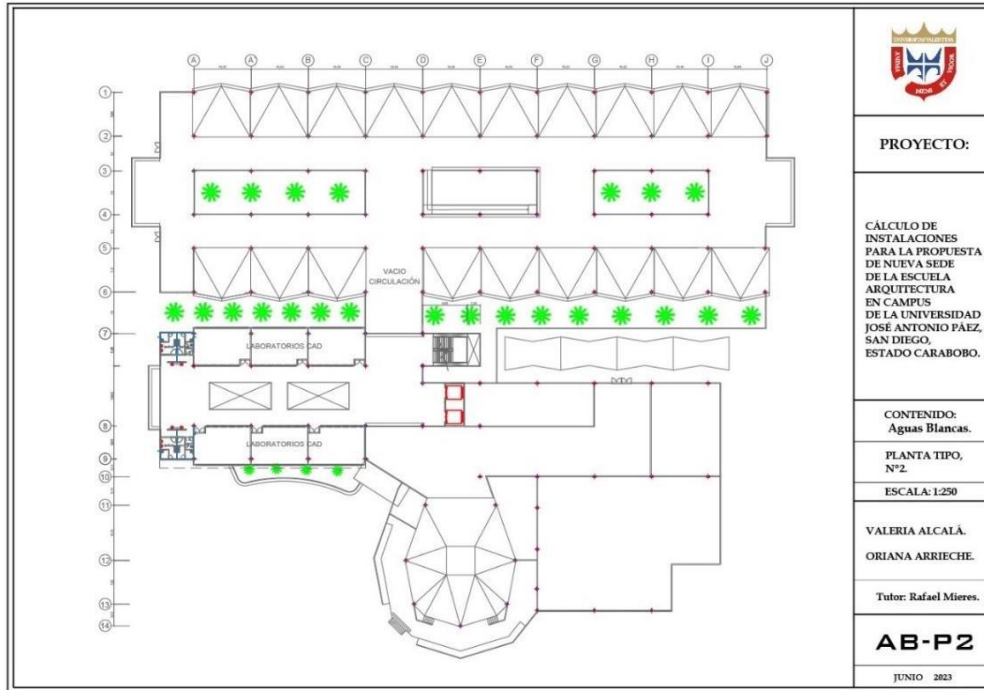 A A' B C D E F G H I J
1
2
3
4
5
6
7
8
9
10
11
12
13
14
VACIO
CIRCULACIÓN
LABORATORIOS CAD
LABORATORIOS CAD
PROYECTO:
CÁLCULO DE
INSTALACIONES
PARA LA PROPUESTA
DE NUEVA SEDE
DE LA ESCUELA
ARQUITECTURA
EN CAMPUS
DE LA UNIVERSIDAD
JOSÉ ANTONIO PÁEZ,
SAN DIEGO,
ESTADO CARABOBO.
CONTENIDO:
Aguas Blancas.
PLANTA TIPO,
N°2.
ESCALA: 1:250
VALERIA ALCALÁ.
ORIANA ARRIECHE.
Tutor: Rafael Mieres.
AB-P2
JUNIO 2023